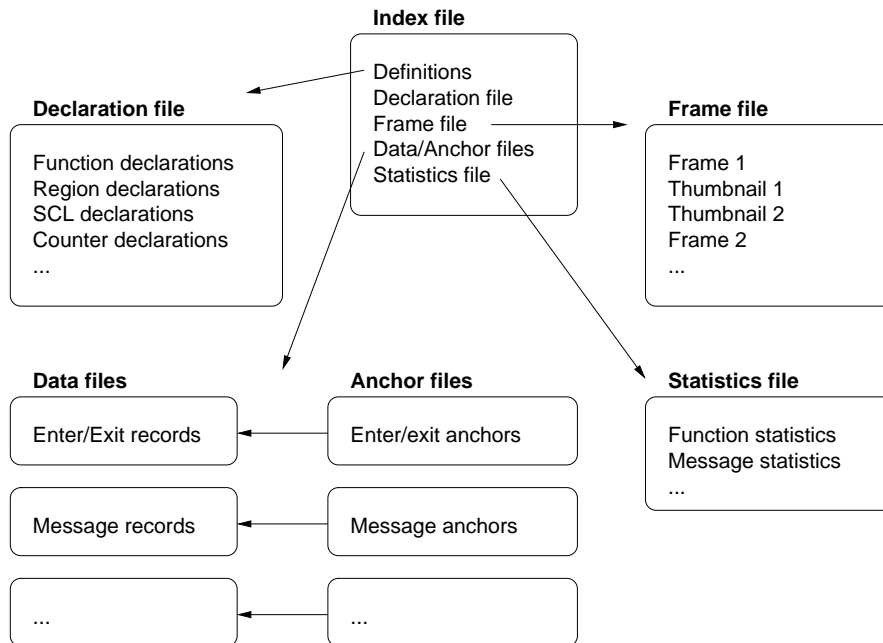 Index file
Definitions
Declaration file
Frame file
Data/Anchor files
Statistics file
Declaration file
Function declarations
Region declarations
SCL declarations
Counter declarations
...
Frame file
Frame 1
Thumbnail 1
Thumbnail 2
Frame 2
...
Data files
Enter/Exit records
Message records
...
Anchor files
Enter/exit anchors
Message anchors
...
Statistics file
Function statistics
Message statistics
...